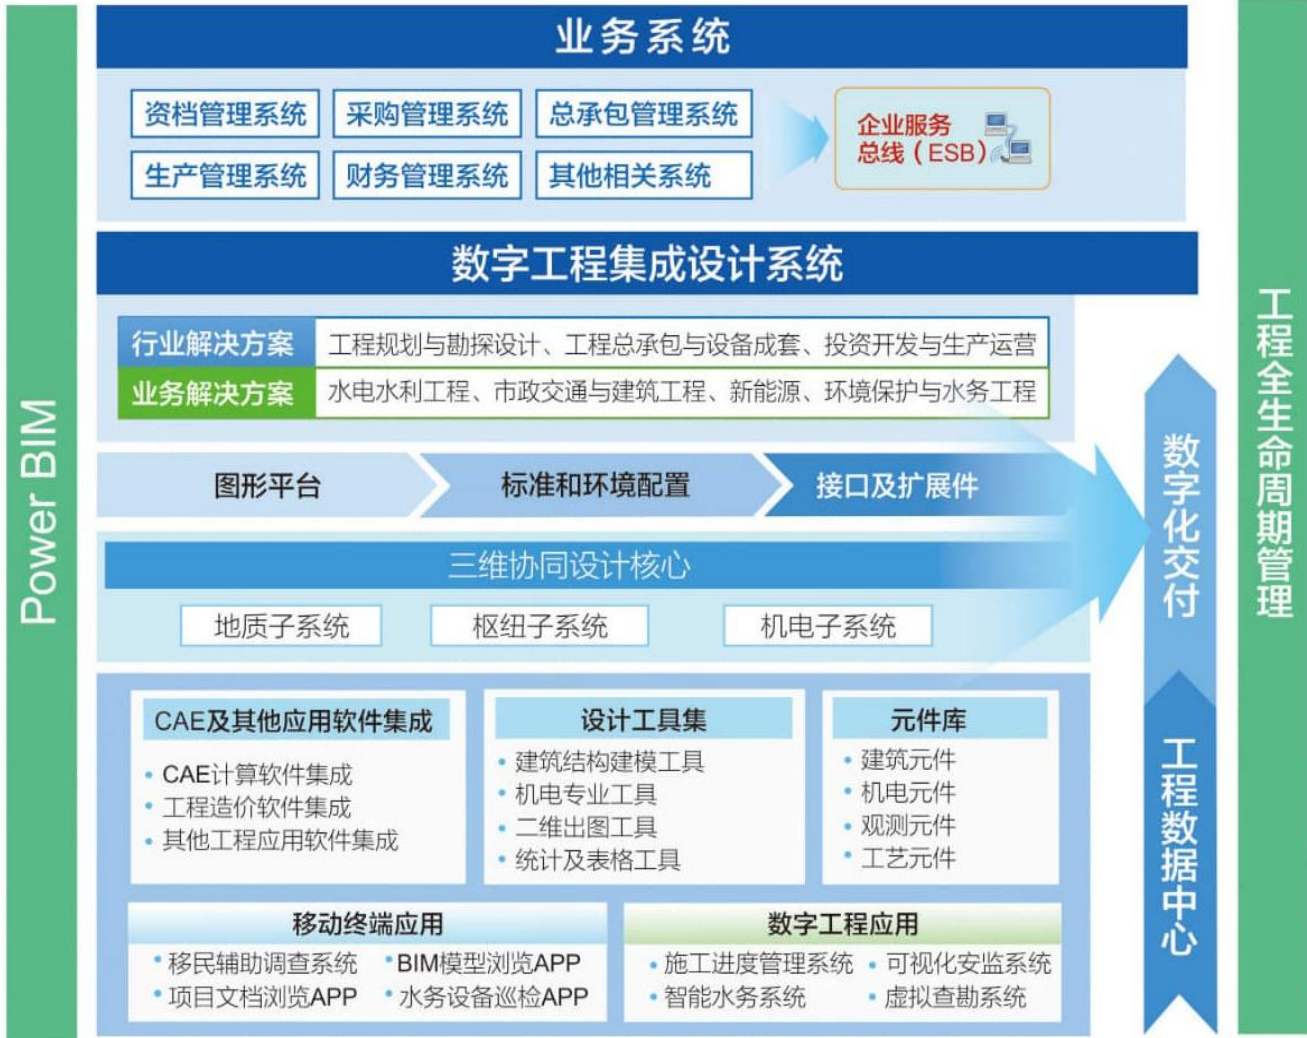 Power BIM
业务系统
资档管理系统
采购管理系统
总承包管理系统
生产管理系统
财务管理系统
其他相关系统
企业服务
总线（ESB）
数字工程集成设计系统
行业解决方案
工程规划与勘探设计、工程总承包与设备成套、投资开发与生产运营
业务解决方案
水电水利工程、市政交通与建筑工程、新能源、环境保护与水务工程
图形平台
标准和环境配置
接口及扩展件
三维协同设计核心
地质子系统
枢纽子系统
机电子系统
CAE及其他应用软件集成
• CAE计算软件集成
• 工程造价软件集成
• 其他工程应用软件集成
设计工具集
• 建筑结构建模工具
• 机电专业工具
• 二维出图工具
• 统计及表格工具
元件库
• 建筑元件
• 机电元件
• 观测元件
• 工艺元件
移动终端应用
• 移民辅助调查系统
• BIM模型浏览APP
• 项目文档浏览APP
• 水务设备巡检APP
数字工程应用
• 施工进度管理系统
• 可视化安监系统
• 智能水务系统
• 虚拟查勘系统
数字化交付
工程数据中心
工程全生命周期管理